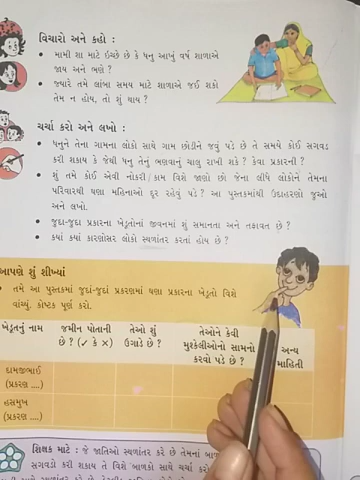 વિચારો અને કહો :
• મામી શા માટે ઇચ્છે છે કે ધનુ આખું વર્ષ શાળાએ
જાય અને ભણે ?
• જ્યારે તમે લાંબા સમય માટે શાળાએ જઈ શકો
તેમ ન હોય, તો શું થાય ?
ચર્ચા કરો અને લખો :
• ધનુને તેના ગામના લોકો સાથે ગામ છોડીને જવું પડે છે તે સમયે કોઈ સગવડ
કરી શકાય કે જેથી ધનુ તેનું ભણવાનું ચાલુ રાખી શકે ? કેવા પ્રકારની ?
• શું તમે કોઈ એવી નોકરી/કામ વિશે જાણો છો જેના લીધે લોકોને તેમના
પરિવારથી ઘણા મહિનાઓ દૂર રહેવું પડે ? આ પુસ્તકમાંથી ઉદાહરણો જુઓ
અને લખો.
• જુદા-જુદા પ્રકારના ખેડૂતોનાં જીવનમાં શું સમાનતા અને તફાવત છે ?
• કયાં કયાં કારણોસર લોકો સ્થળાંતર કરતાં હોય છે ?
આપણે શું શીખ્યાં
• તમે આ પુસ્તકમાં જુદાં-જુદાં પ્રકરણમાં ઘણા પ્રકારના ખેડૂતો વિશે
વાંચ્યું. કોષ્ટક પૂર્ણ કરો.
ખેડૂતનું નામ
જમીન પોતાની
છે ? (✓ કે ×)
તેઓ શું
ઉગાડે છે ?
તેઓને કેવી
મુશ્કેલીઓનો સામનો
કરવો પડે છે ?
અન્ય
માહિતી
દામજીભાઈ
(પ્રકરણ ....)
હસમુખ
(પ્રકરણ ....)
શિક્ષક માટે : જે જાતિઓ સ્થળાંતર કરે છે તેમનાં
સગવડો કરી શકાય તે વિશે બાળકો સાથે ચર્ચા